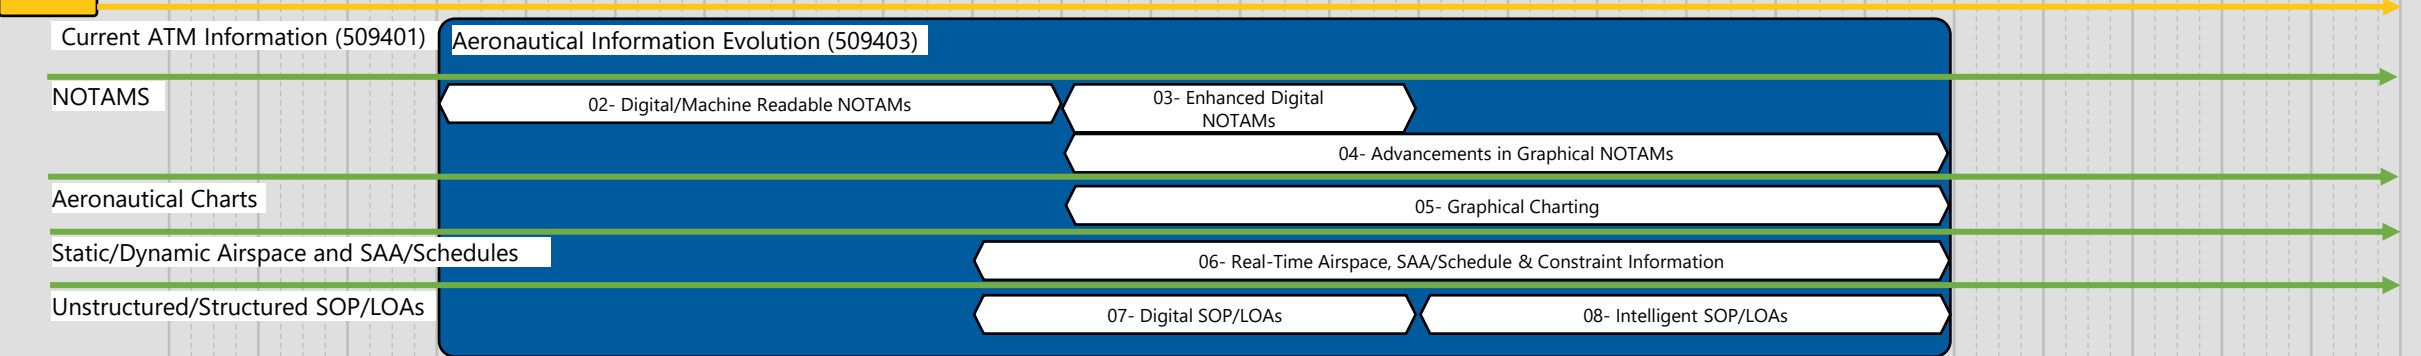 Current ATM Information (509401)
Aeronautical Information Evolution (509403)
NOTAMS
02- Digital/Machine Readable NOTAMs
03- Enhanced Digital
NOTAMs
04- Advancements in Graphical NOTAMs
Aeronautical Charts
05- Graphical Charting
Static/Dynamic Airspace and SAA/Schedules
06- Real-Time Airspace, SAA/Schedule & Constraint Information
Unstructured/Structured SOP/LOAs
07- Digital SOP/LOAs
08- Intelligent SOP/LOAs